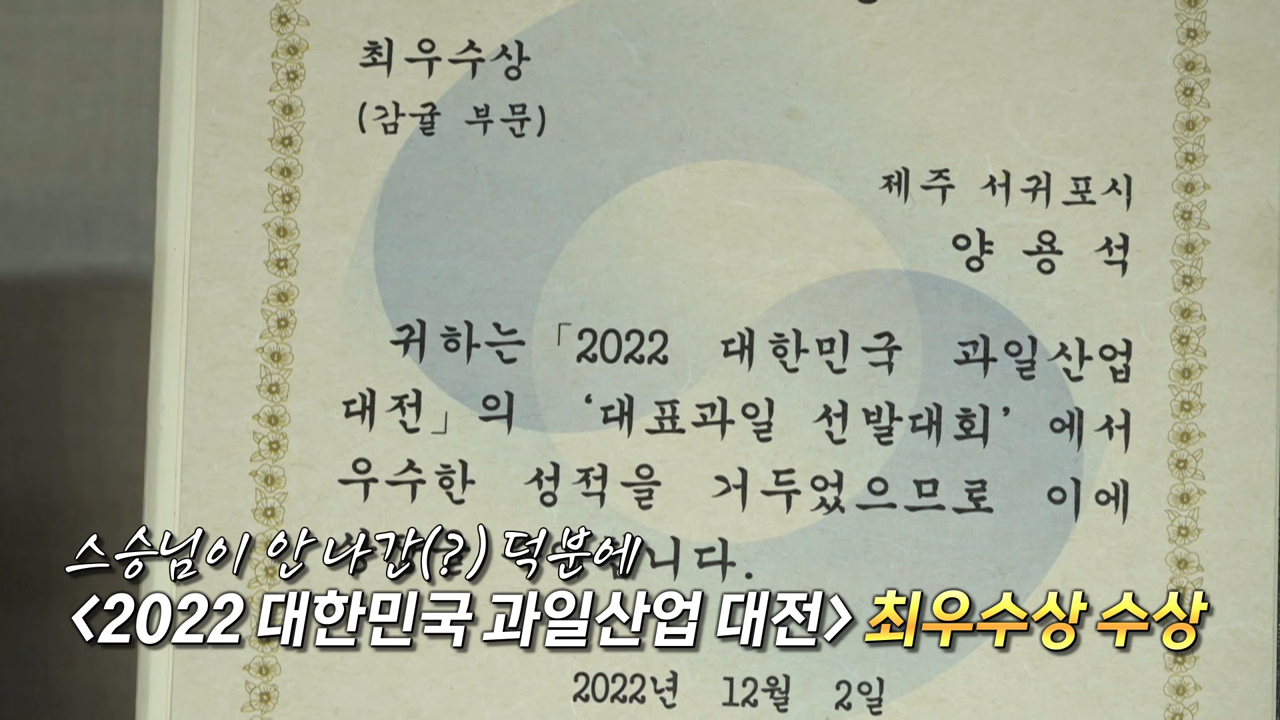 최우수상
(감귤 부문)
제주 서귀포시
양 용 석
귀하는 「2022 대한민국 과일산업
대전」의 '대표과일 선발대회' 에서
우수한 성적을 거두었으므로 이에
니다.
스승님이 안 나간(?) 덕분에
<2022 대한민국 과일산업 대전> 최우수상 수상
2022년 12월 2일